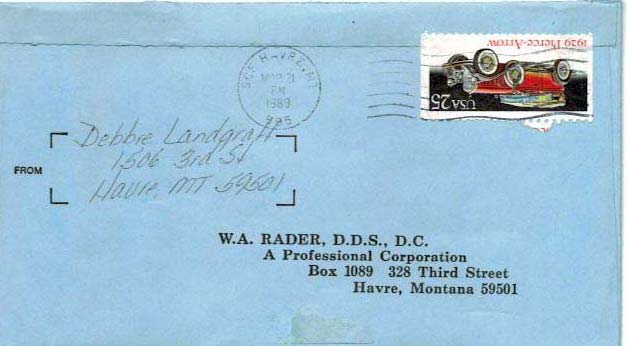 SCF HAVRE, MT
MAR 21
PM
1989
595
1929 Pierce-Arrow
USA 25
FROM
Debbie Landgraff
1506 3rd St
Havre, MT 59501
W.A. RADER, D.D.S., D.C.
A Professional Corporation
Box 1089 328 Third Street
Havre, Montana 59501